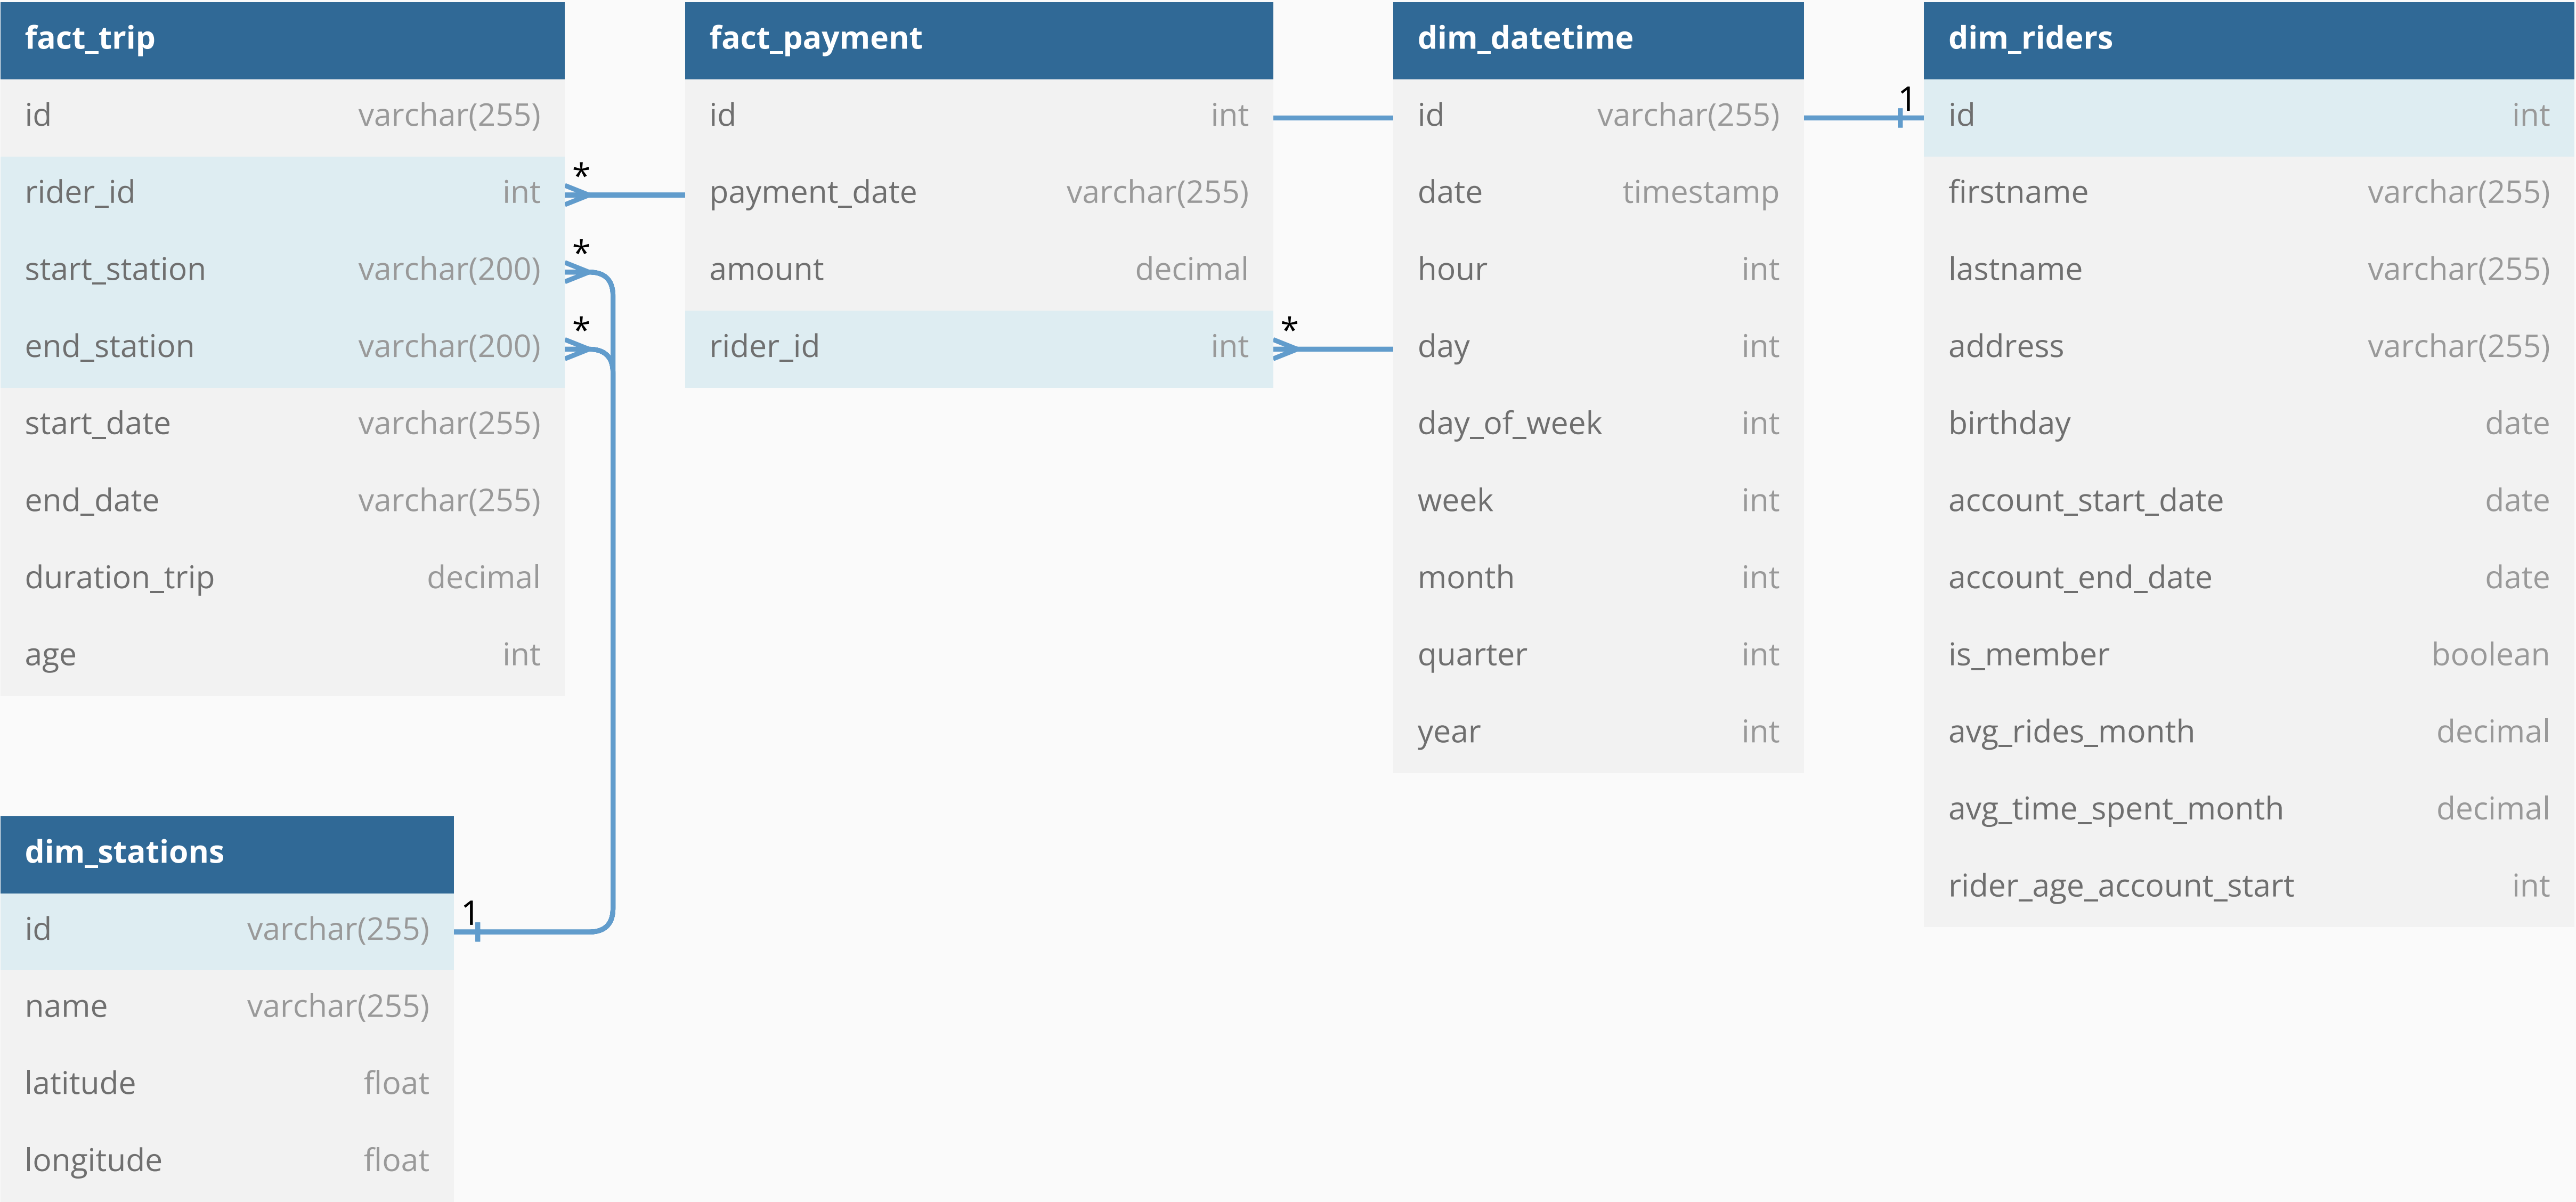 fact_trip
id varchar(255)
* rider_id int
* start_station varchar(200)
* end_station varchar(200)
start_date varchar(255)
end_date varchar(255)
duration_trip decimal
age int
fact_payment
id int
payment_date varchar(255)
amount decimal
* rider_id int
dim_datetime
id varchar(255)
date timestamp
hour int
day int
day_of_week int
week int
month int
quarter int
year int
dim_riders
1 id int
firstname varchar(255)
lastname varchar(255)
address varchar(255)
birthday date
account_start_date date
account_end_date date
is_member boolean
avg_rides_month decimal
avg_time_spent_month decimal
rider_age_account_start int
dim_stations
id varchar(255) 1
name varchar(255)
latitude float
longitude float